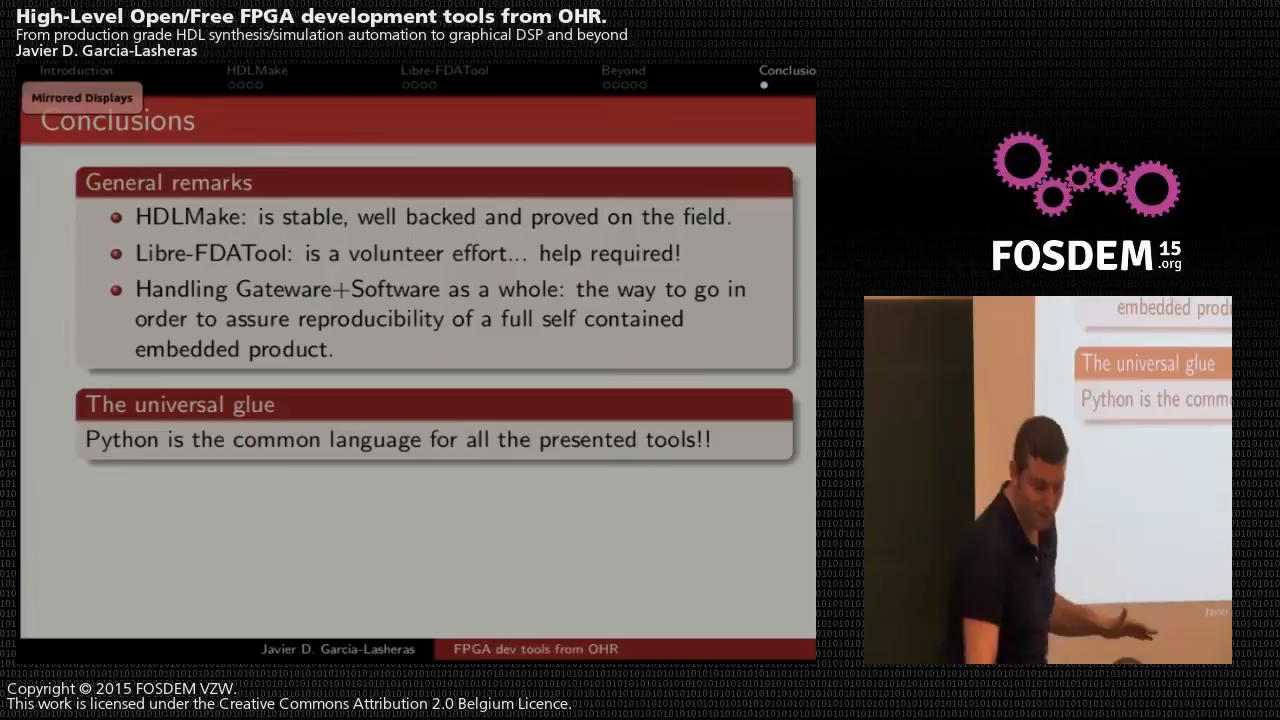 High-Level Open/Free FPGA development tools from OHR.
From production grade HDL synthesis/simulation automation to graphical DSP and beyond
Javier D. Garcia-Lasheras
Introduction
HDLMake
Libre-FDATool
Beyond
Conclusio
Mirrored Displays
Conclusions
General remarks
HDLMake: is stable, well backed and proved on the field.
Libre-FDATool: is a volunteer effort... help required!
Handling Gateware+Software as a whole: the way to go in
order to assure reproducibility of a full self contained
embedded product.
The universal glue
Python is the common language for all the presented tools!!
Javier D. Garcia-Lasheras
FPGA dev tools from OHR
FOSDEM 15
.org
embedded prod
The universal glue
Python is the comm
Javier
Copyright © 2015 FOSDEM VZW.
This work is licensed under the Creative Commons Attribution 2.0 Belgium Licence.